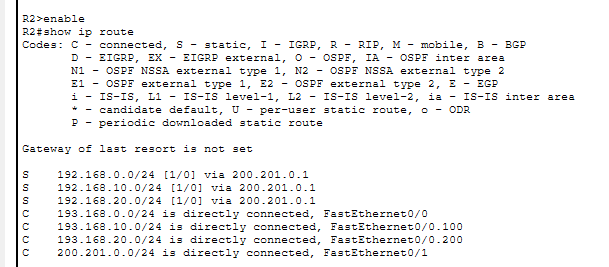 R2>enable
R2#show ip route
Codes: C - connected, S - static, I - IGRP, R - RIP, M - mobile, B - BGP
D - EIGRP, EX - EIGRP external, O - OSPF, IA - OSPF inter area
N1 - OSPF NSSA external type 1, N2 - OSPF NSSA external type 2
E1 - OSPF external type 1, E2 - OSPF external type 2, E - EGP
i - IS-IS, L1 - IS-IS level-1, L2 - IS-IS level-2, ia - IS-IS inter area
* - candidate default, U - per-user static route, o - ODR
P - periodic downloaded static route
Gateway of last resort is not set
S 192.168.0.0/24 [1/0] via 200.201.0.1
S 192.168.10.0/24 [1/0] via 200.201.0.1
S 192.168.20.0/24 [1/0] via 200.201.0.1
C 193.168.0.0/24 is directly connected, FastEthernet0/0
C 193.168.10.0/24 is directly connected, FastEthernet0/0.100
C 193.168.20.0/24 is directly connected, FastEthernet0/0.200
C 200.201.0.0/24 is directly connected, FastEthernet0/1